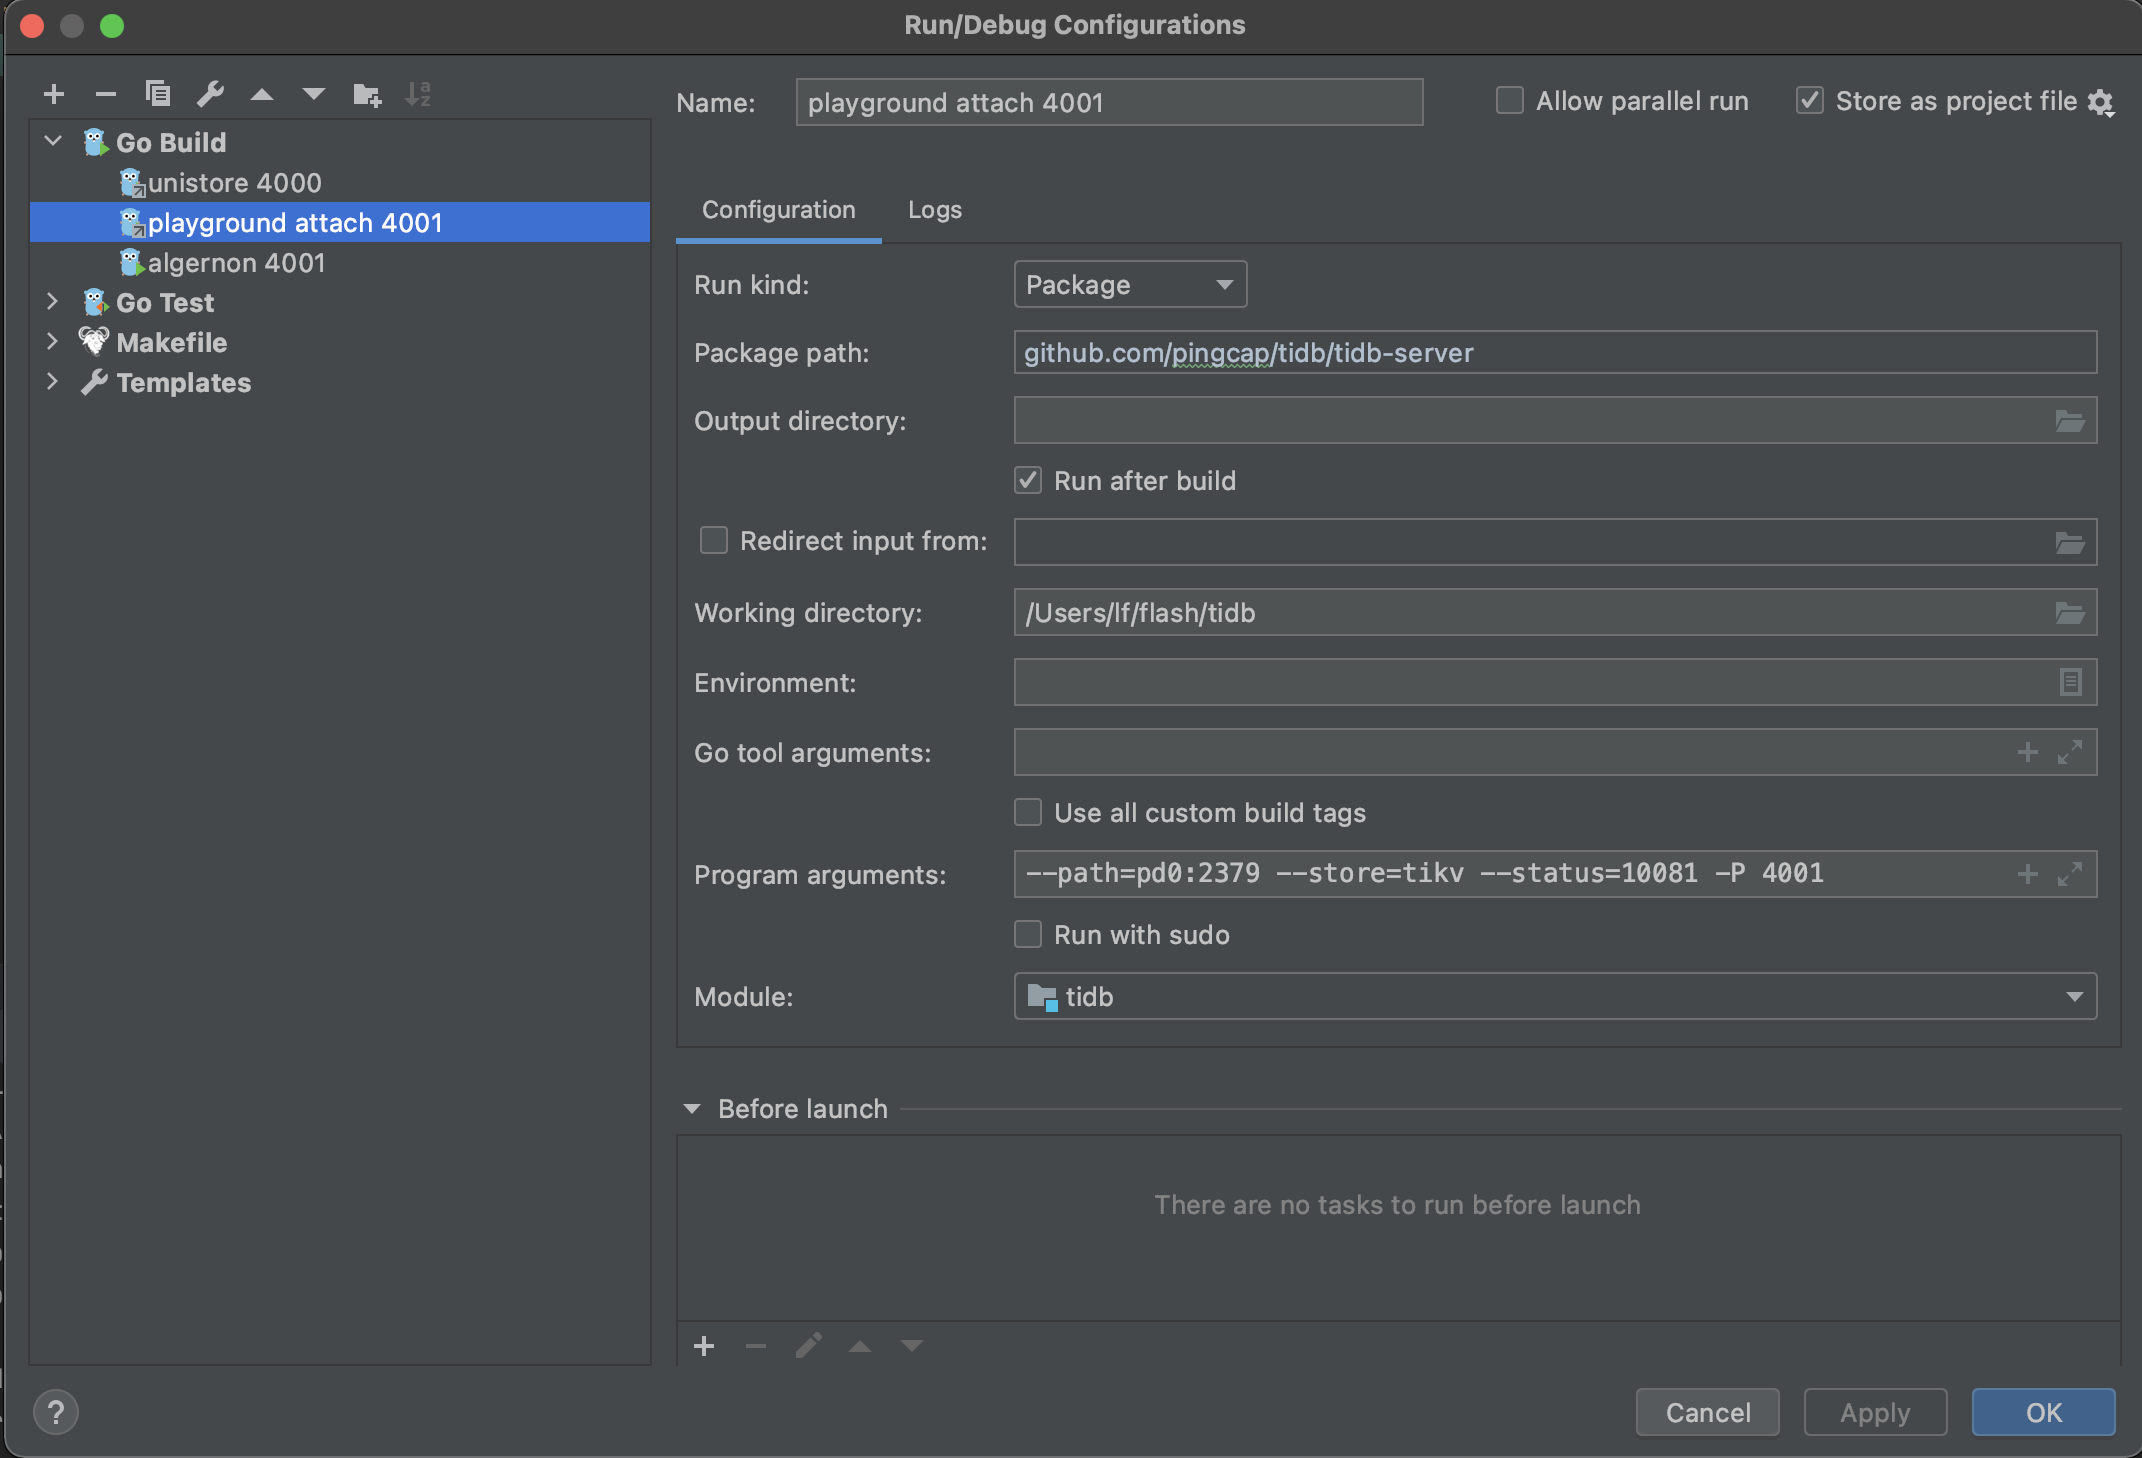 Run/Debug Configurations
Go Build
unistore 4000
playground attach 4001
algernon 4001
Go Test
Makefile
Templates
Name: playground attach 4001
Allow parallel run
Store as project file
Configuration Logs
Run kind: Package
Package path: github.com/pingcap/tidb/tidb-server
Output directory:
Run after build
Redirect input from:
Working directory: /Users/lf/flash/tidb
Environment:
Go tool arguments:
Use all custom build tags
Program arguments: --path=pd0:2379 --store=tikv --status=10081 -P 4001
Run with sudo
Module: tidb
Before launch
There are no tasks to run before launch
? Cancel Apply OK